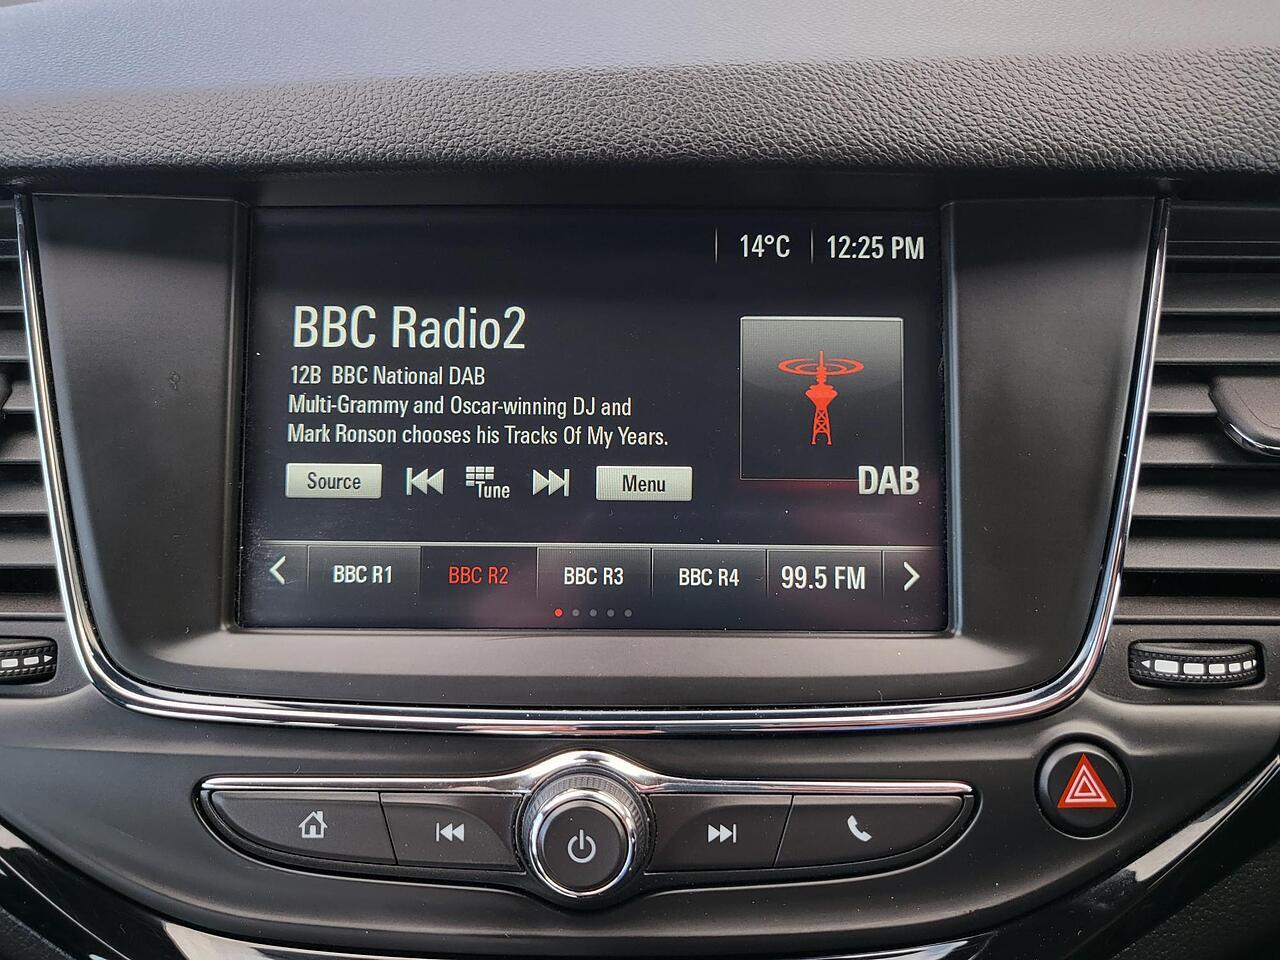 14°C 12:25 PM
BBC Radio2
12B BBC National DAB
Multi-Grammy and Oscar-winning DJ and
Mark Ronson chooses his Tracks Of My Years.
Source Tune Menu
DAB
BBC R1 BBC R2 BBC R3 BBC R4 99.5 FM